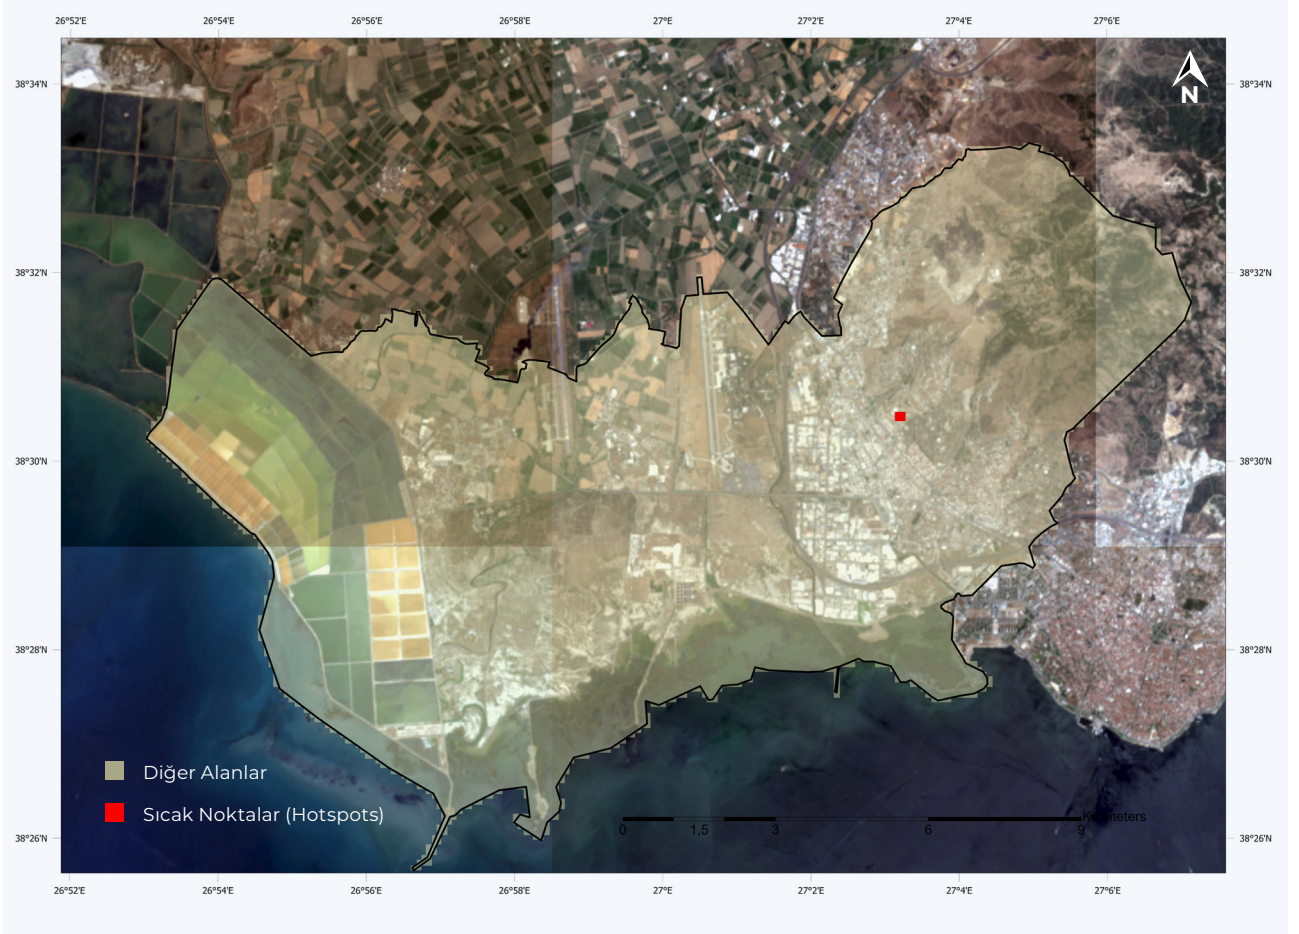 26°52'E 26°54'E 26°56'E 26°58'E 27°0'E 27°2'E 27°4'E 27°6'E
38°34'N 38°34'N
N
38°32'N 38°32'N
38°30'N 38°30'N
38°28'N 38°28'N
Diğer Alanlar
Sıcak Noktalar (Hotspots)
Kilometers
0 1,5 3 6 9
38°26'N 38°26'N
26°52'E 26°54'E 26°56'E 26°58'E 27°0'E 27°2'E 27°4'E 27°6'E